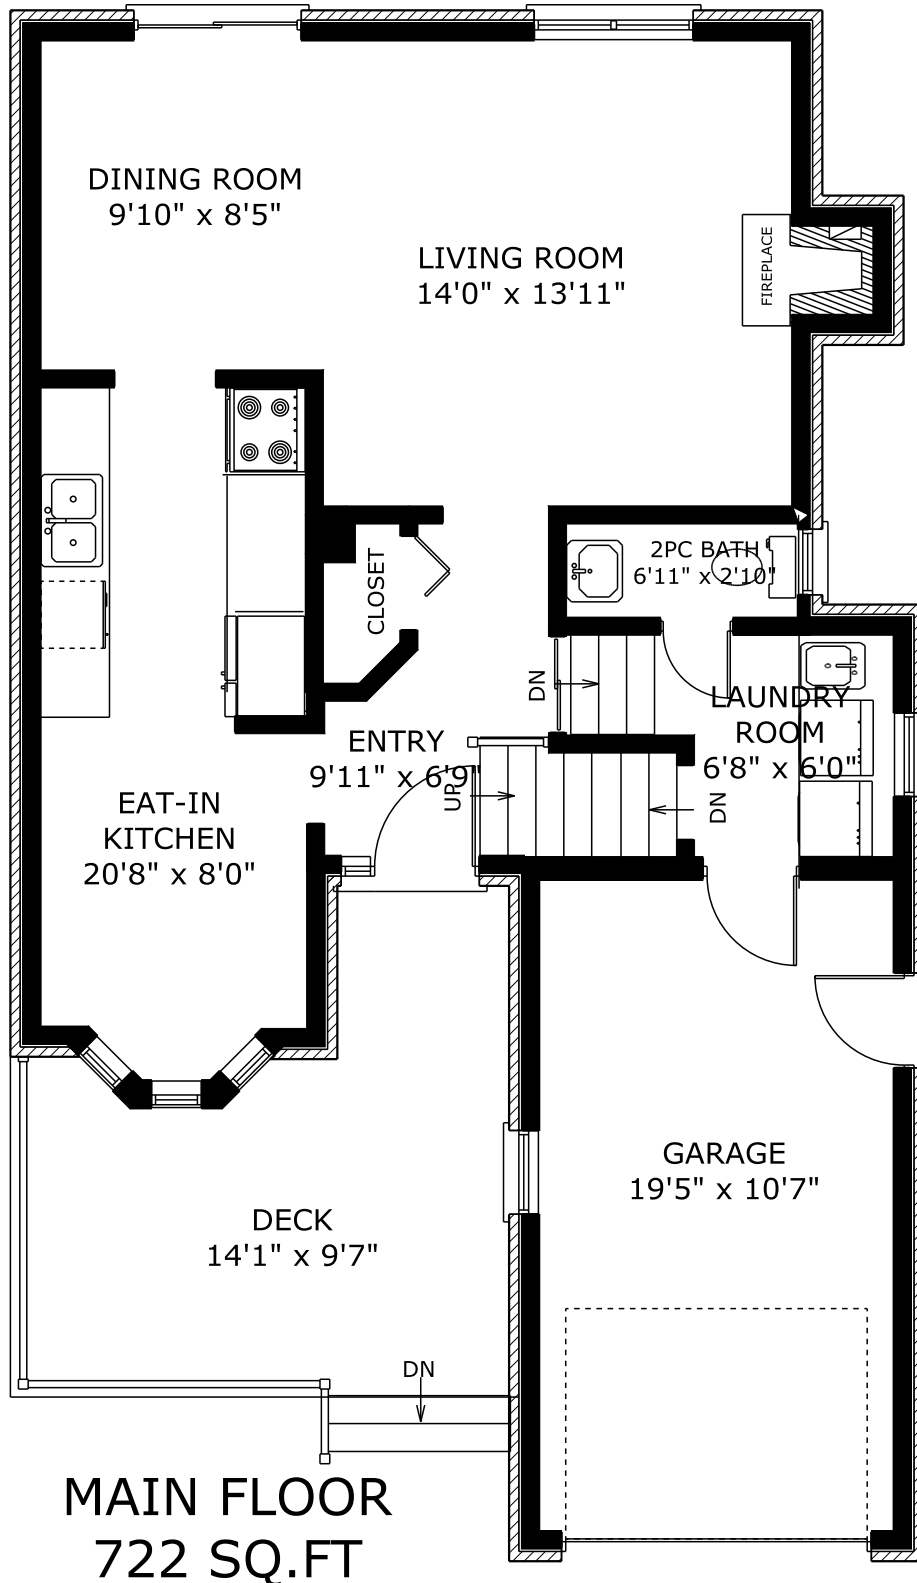 DINING ROOM
9'10" x 8'5"
LIVING ROOM
14'0" x 13'11"
FIREPLACE
2PC BATH
6'11" x 2'10"
CLOSET
DN
LAUNDRY
ROOM
6'8" x 6'0"
ENTRY
9'11" x 6'9"
UP
DN
EAT-IN
KITCHEN
20'8" x 8'0"
GARAGE
19'5" x 10'7"
DECK
14'1" x 9'7"
DN
MAIN FLOOR
722 SQ.FT